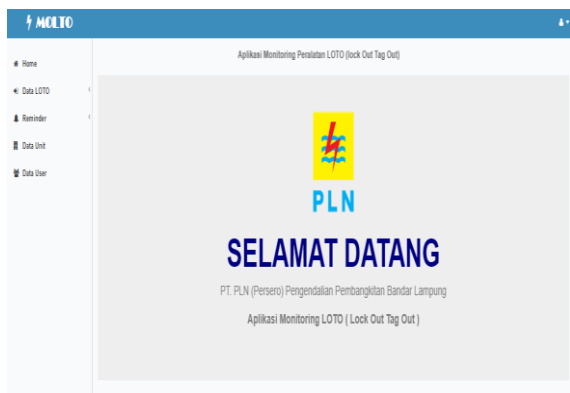 MOLTO
Home
Data LOTO
Reminder
Data Unit
Data User
Aplikasi Monitoring Peralatan LOTO (lock Out Tag Out)
PLN
SELAMAT DATANG
PT. PLN (Persero) Pengendalian Pembangkitan Bandar Lampung
Aplikasi Monitoring LOTO ( Lock Out Tag Out )